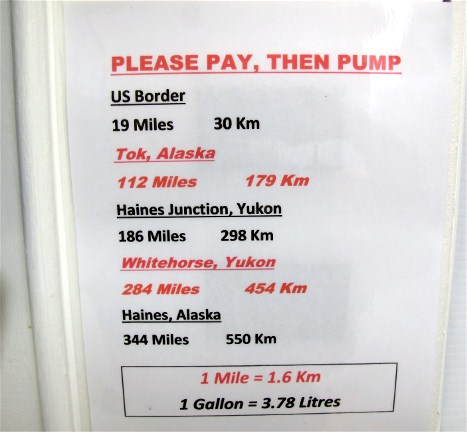 PLEASE PAY, THEN PUMP
US Border
19 Miles 30 Km
Tok, Alaska
112 Miles 179 Km
Haines Junction, Yukon
186 Miles 298 Km
Whitehorse, Yukon
284 Miles 454 Km
Haines, Alaska
344 Miles 550 Km
1 Mile = 1.6 Km
1 Gallon = 3.78 Litres